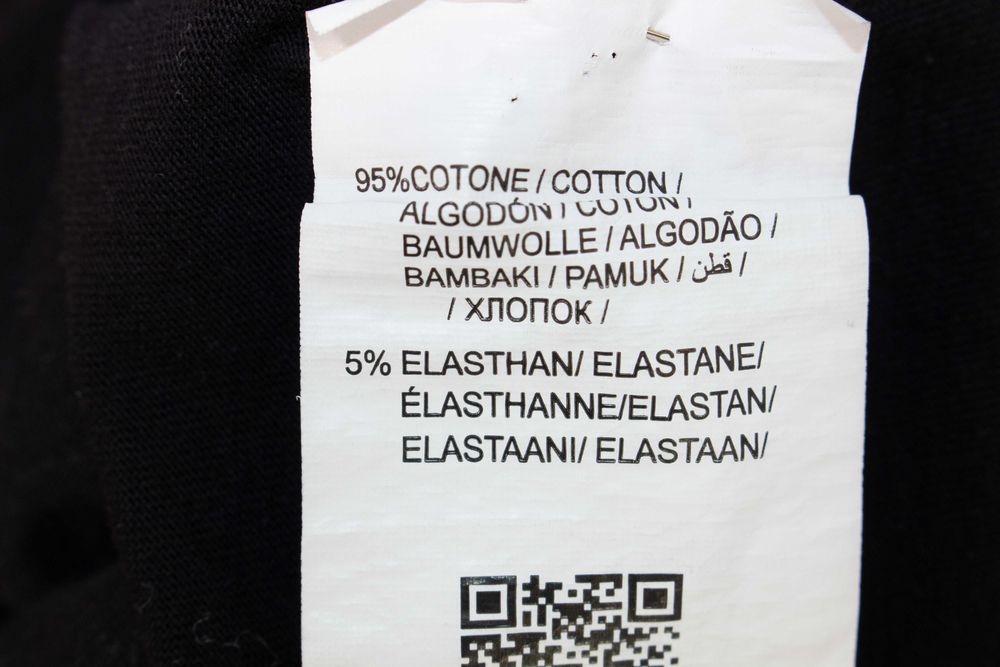 95%COTONE / COTTON /
ALGODÓN / COTON /
BAUMWOLLE / ALGODÃO /
BAMBAKI / PAMUK / قطن /
/ ХЛОПОК /
5% ELASTHAN/ ELASTANE/
ÉLASTHANNE/ELASTAN/
ELASTAANI/ ELASTAAN/